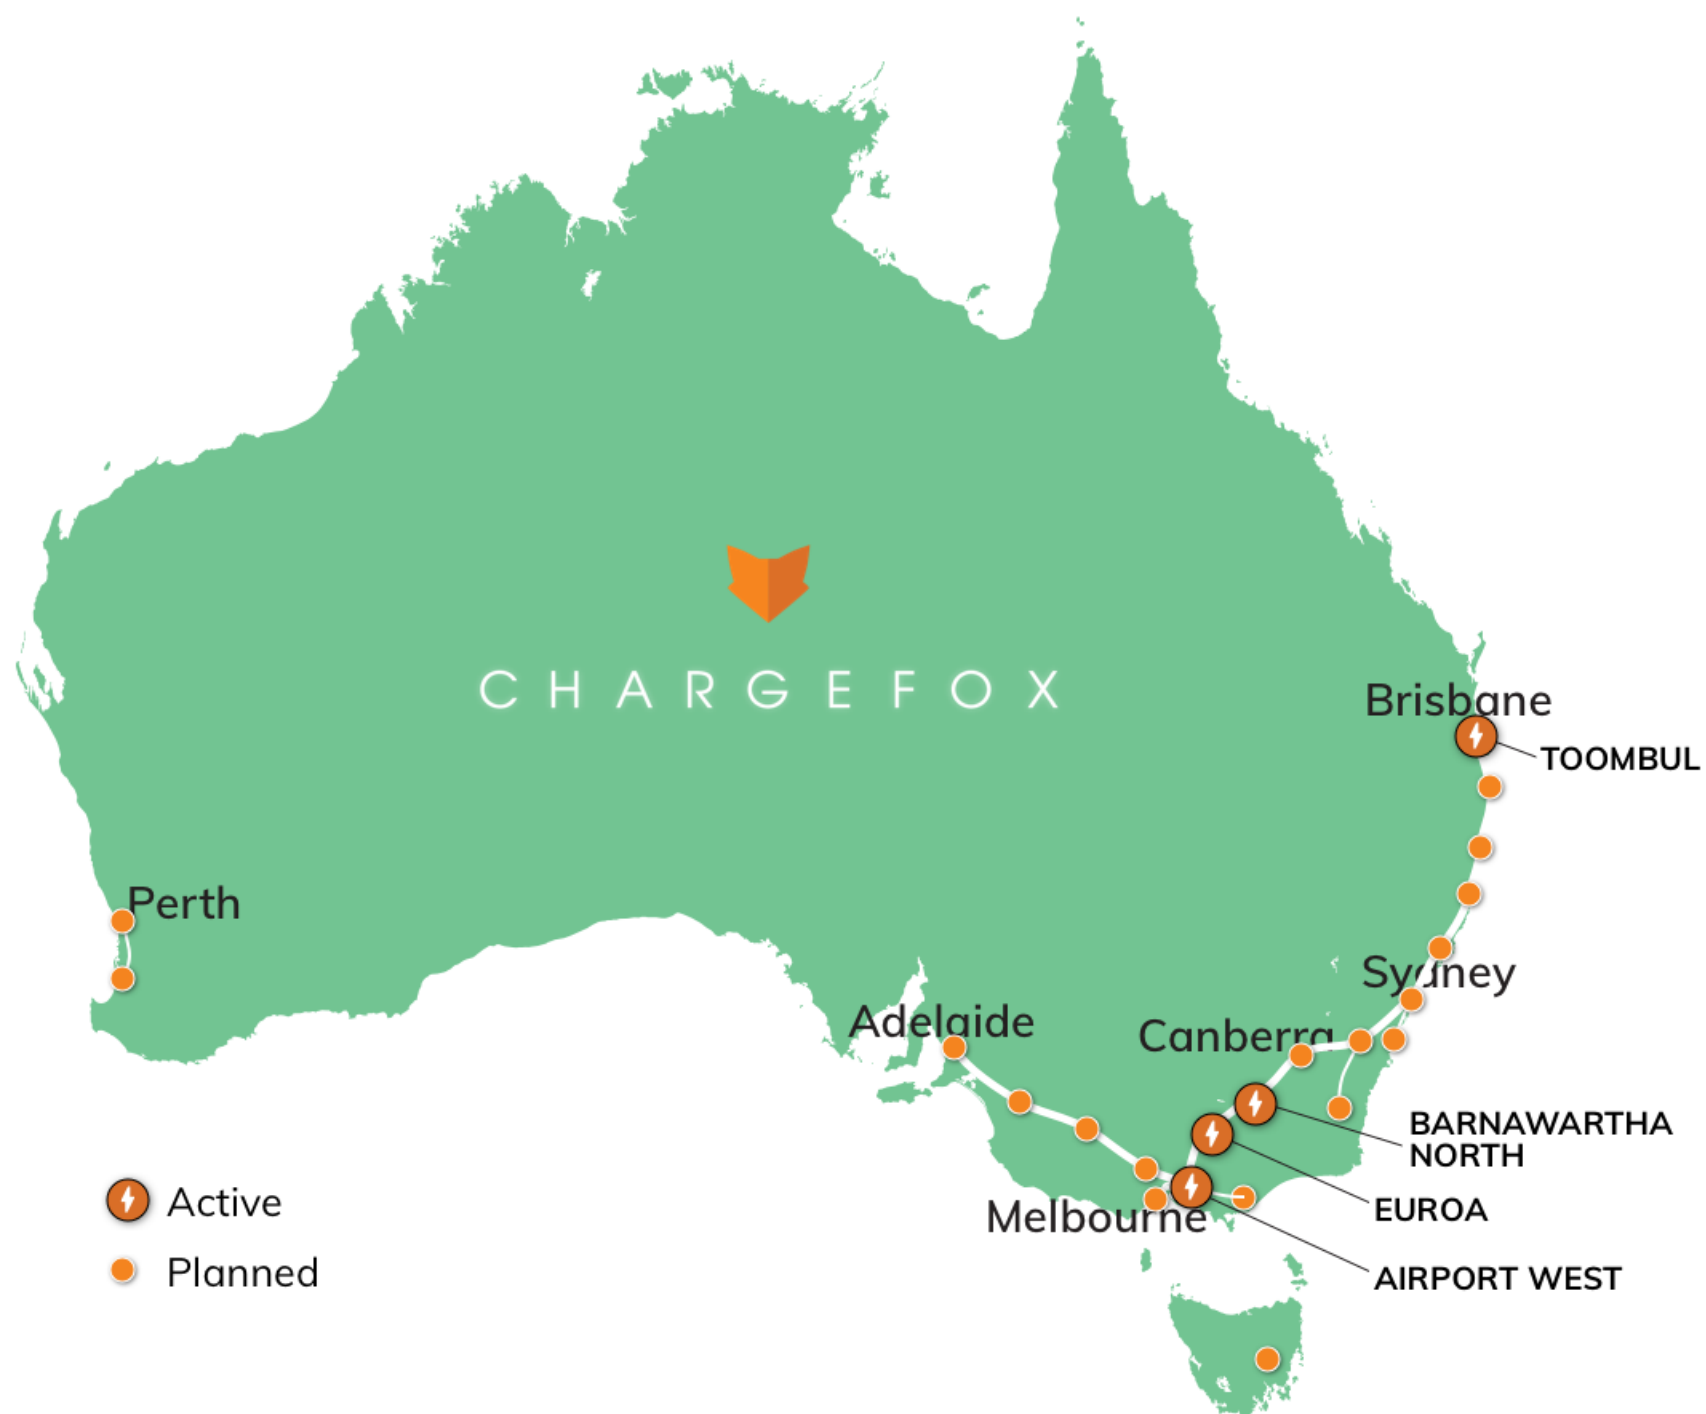 CHARGEFOX
Brisbane
TOOMBUL
Perth
Sydney
Adelaide
Canberra
BARNAWARTHA
NORTH
Active
EUROA
Melbourne
Planned
AIRPORT WEST